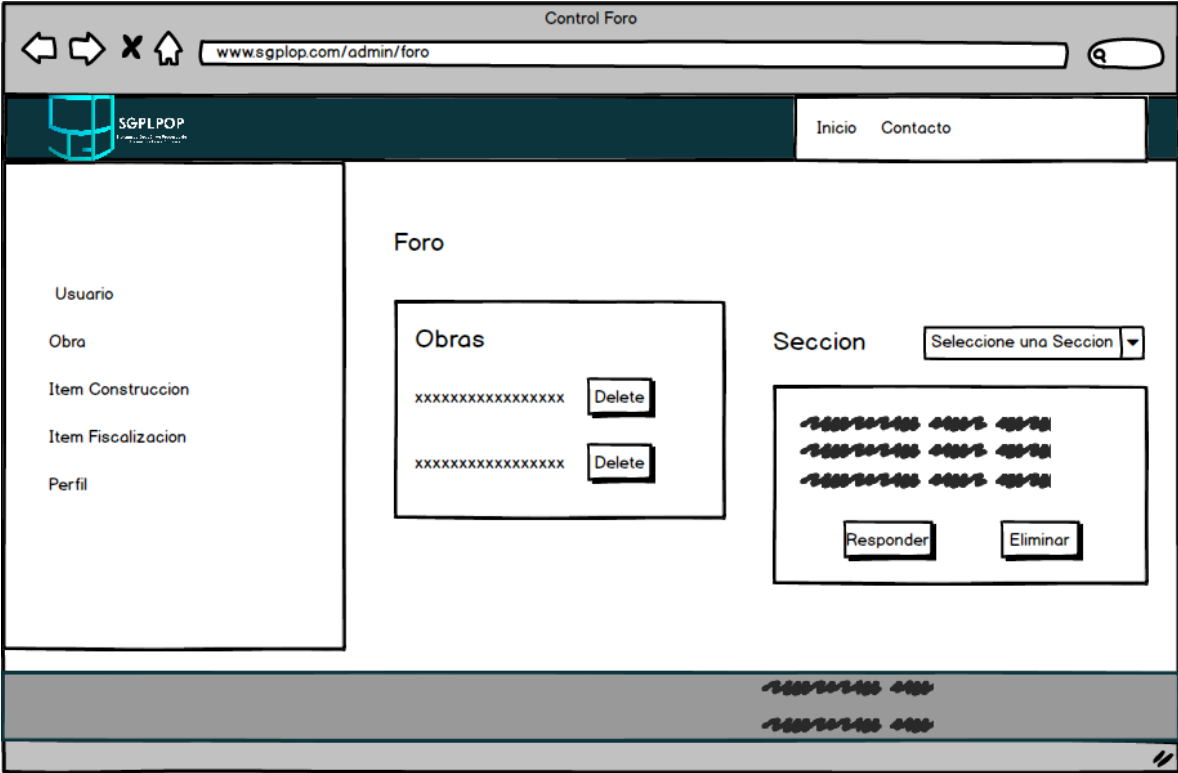 Control Foro
www.sgplop.com/admin/foro
SGPLPOP
Inicio Contacto
Foro
Usuario
Obra
Item Construccion
Item Fiscalizacion
Perfil
Obras
xxxxxxxxxxxxxxxxx Delete
xxxxxxxxxxxxxxxxx Delete
Seccion Seleccione una Seccion
Responder Eliminar